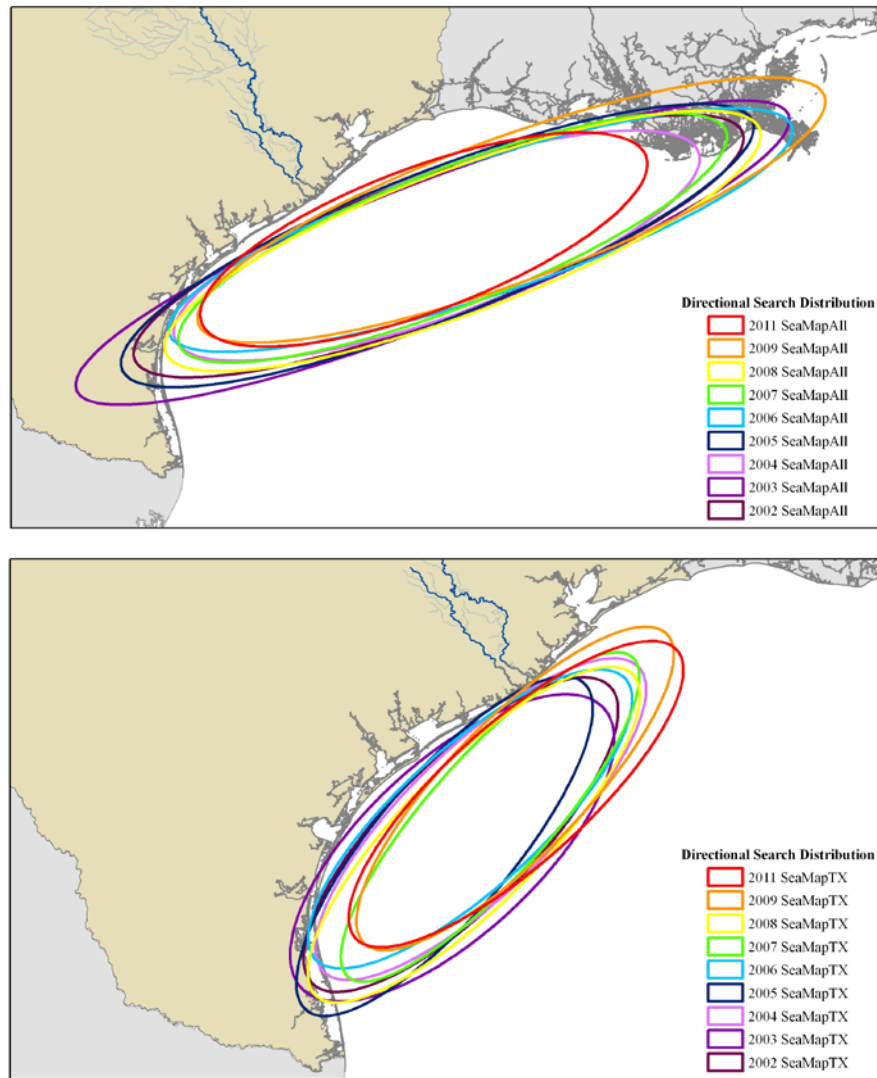 Directional Search Distribution
2011 SeaMapAll
2009 SeaMapAll
2008 SeaMapAll
2007 SeaMapAll
2006 SeaMapAll
2005 SeaMapAll
2004 SeaMapAll
2003 SeaMapAll
2002 SeaMapAll
Directional Search Distribution
2011 SeaMapTX
2009 SeaMapTX
2008 SeaMapTX
2007 SeaMapTX
2006 SeaMapTX
2005 SeaMapTX
2004 SeaMapTX
2003 SeaMapTX
2002 SeaMapTX